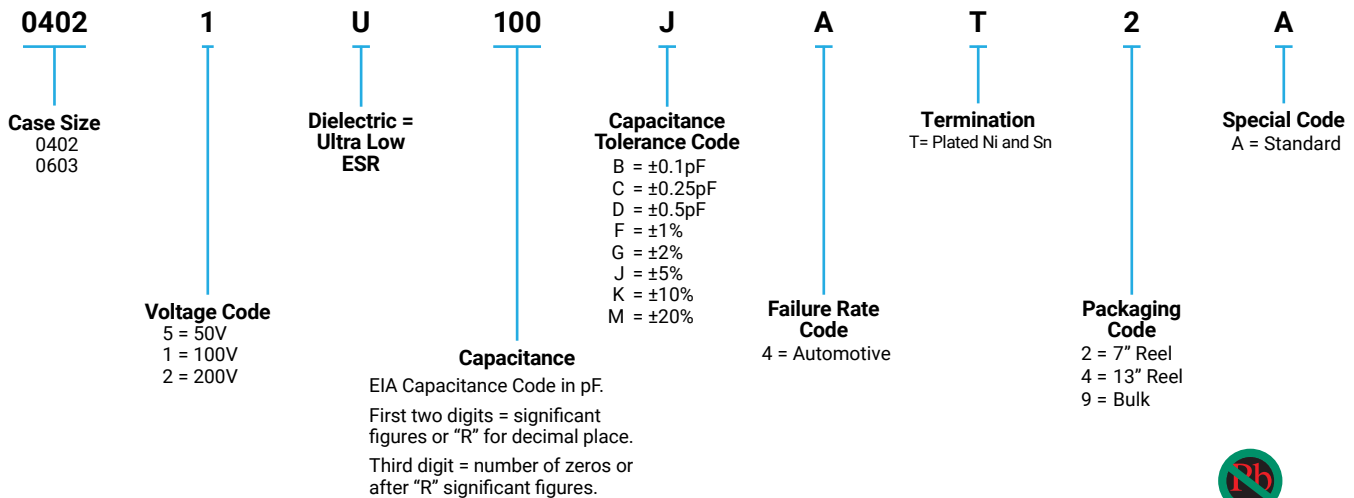 0402 1 U 100 J A T 2 A
Case Size
0402
0603
Voltage Code
5 = 50V
1 = 100V
2 = 200V
Dielectric =
Ultra Low
ESR
Capacitance
EIA Capacitance Code in pF.
First two digits = significant
figures or “R” for decimal place.
Third digit = number of zeros or
after “R” significant figures.
Capacitance
Tolerance Code
B = ±0.1pF
C = ±0.25pF
D = ±0.5pF
F = ±1%
G = ±2%
J = ±5%
K = ±10%
M = ±20%
Failure Rate
Code
4 = Automotive
Termination
T= Plated Ni and Sn
Packaging
Code
2 = 7” Reel
4 = 13” Reel
9 = Bulk
Special Code
A = Standard
Pb